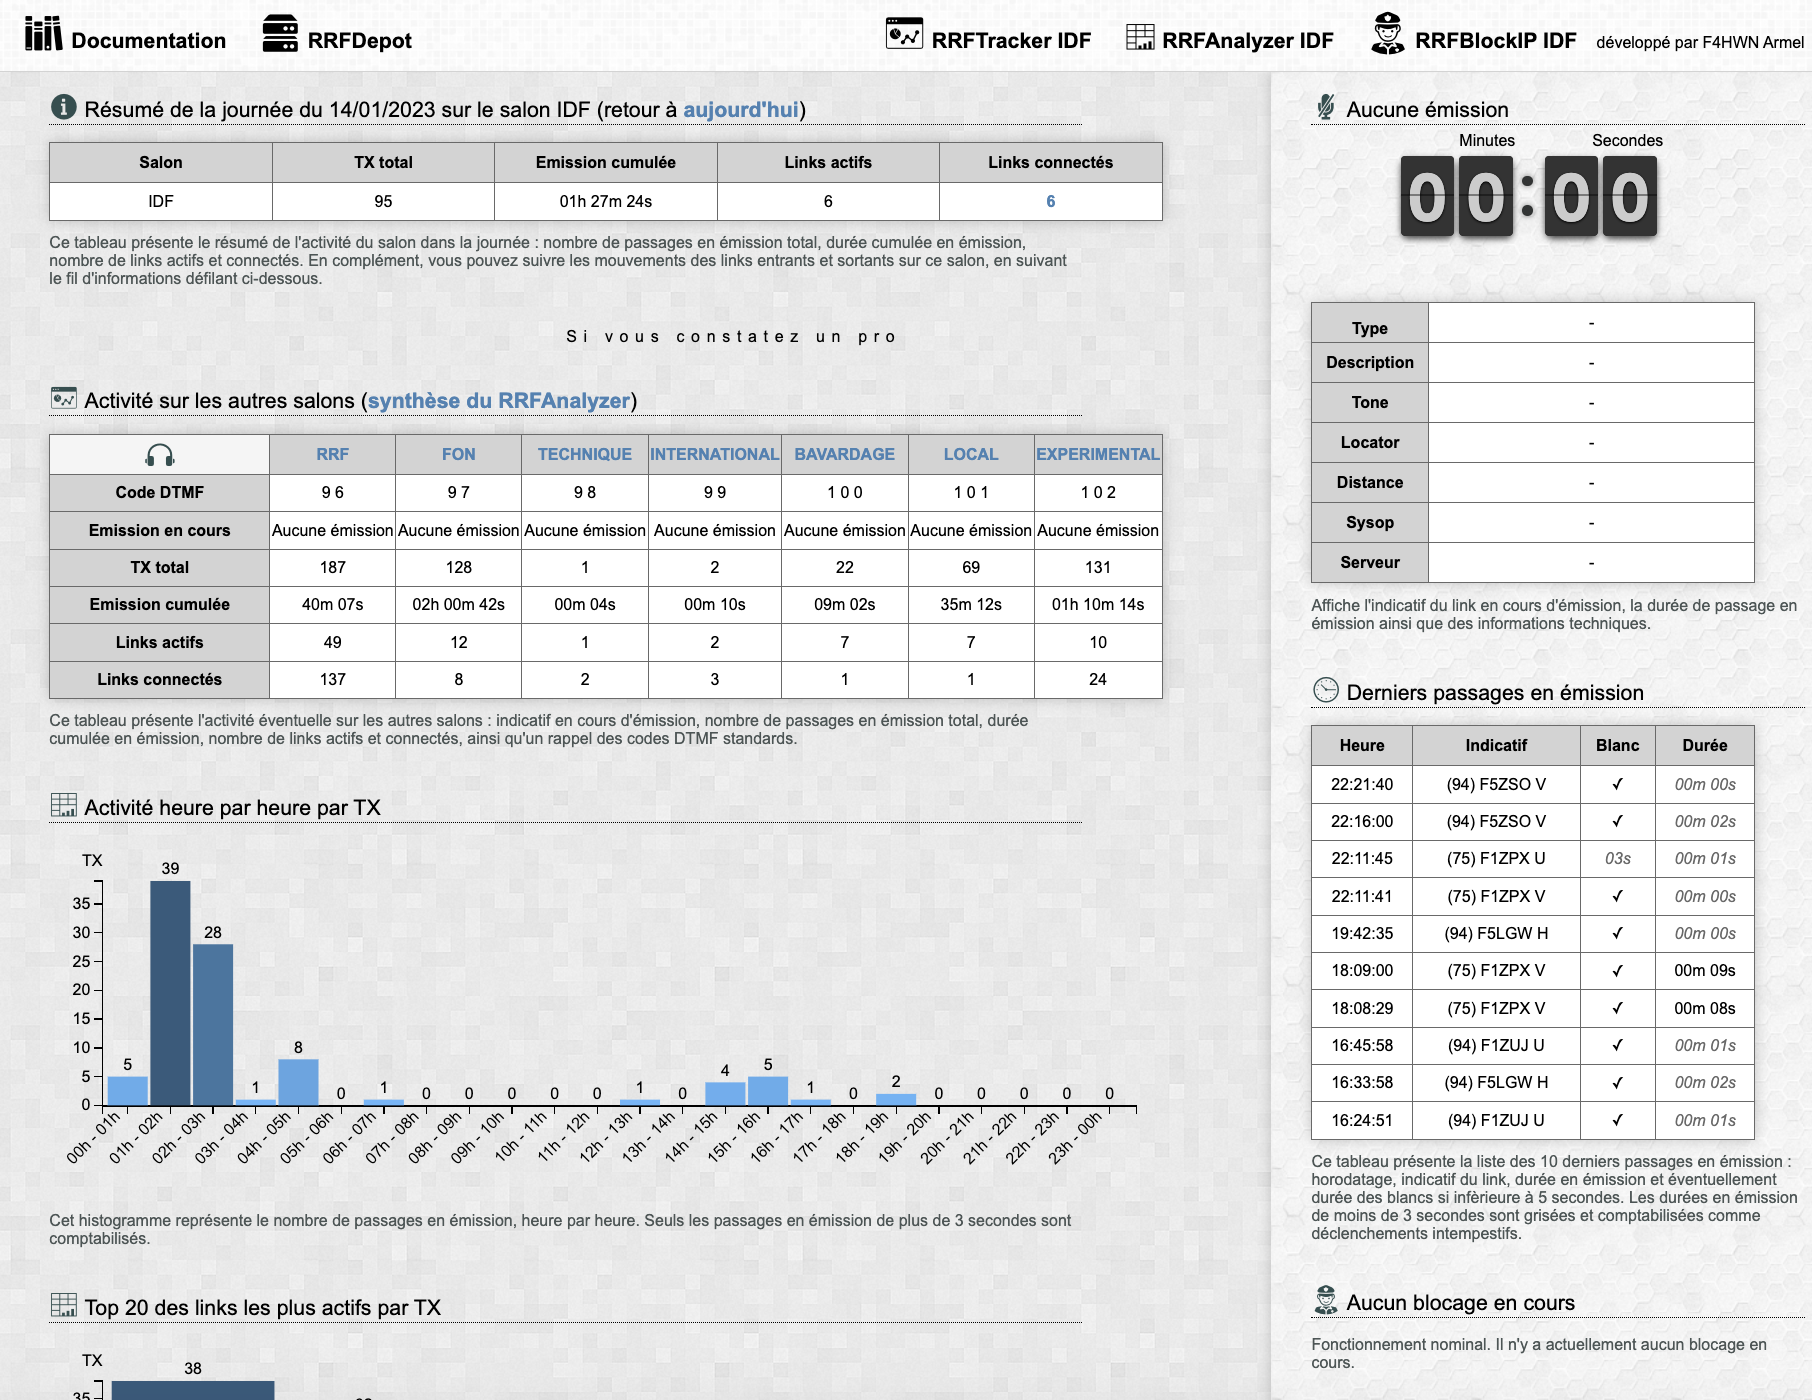 Documentation RRFDepot RRFTracker IDF RRFAnalyzer IDF RRFBlockIP IDF développé par F4HWN Armel
Résumé de la journée du 14/01/2023 sur le salon IDF (retour à aujourd'hui)
Salon TX total Emission cumulée Links actifs Links connectés
IDF 95 01h 27m 24s 6 6
Ce tableau présente le résumé de l'activité du salon dans la journée : nombre de passages en émission total, durée cumulée en émission,
nombre de links actifs et connectés. En complément, vous pouvez suivre les mouvements des links entrants et sortants sur ce salon, en suivant
le fil d'informations défilant ci-dessous.
Si vous constatez un pro
Activité sur les autres salons (synthèse du RRFAnalyzer)
RRF FON TECHNIQUE INTERNATIONAL BAVARDAGE LOCAL EXPERIMENTAL
Code DTMF 9 6 9 7 9 8 9 9 1 0 0 1 0 1 1 0 2
Emission en cours Aucune émission Aucune émission Aucune émission Aucune émission Aucune émission Aucune émission Aucune émission
TX total 187 128 1 2 22 69 131
Emission cumulée 40m 07s 02h 00m 42s 00m 04s 00m 10s 09m 02s 35m 12s 01h 10m 14s
Links actifs 49 12 1 2 7 7 10
Links connectés 137 8 2 3 1 1 24
Ce tableau présente l'activité éventuelle sur les autres salons : indicatif en cours d'émission, nombre de passages en émission total, durée
cumulée en émission, nombre de links actifs et connectés, ainsi qu'un rappel des codes DTMF standards.
Activité heure par heure par TX
TX
35
30
25
20
15
10
5
0
5 39 28 1 8 0 1 0 0 0 0 0 1 0 4 5 1 0 2 0 0 0 0 0
00h - 01h 01h - 02h 02h - 03h 03h - 04h 04h - 05h 05h - 06h 06h - 07h 07h - 08h 08h - 09h 09h - 10h 10h - 11h 11h - 12h 12h - 13h 13h - 14h 14h - 15h 15h - 16h 16h - 17h 17h - 18h 18h - 19h 19h - 20h 20h - 21h 21h - 22h 22h - 23h 23h - 00h
Cet histogramme représente le nombre de passages en émission, heure par heure. Seuls les passages en émission de plus de 3 secondes sont
comptabilisés.
Top 20 des links les plus actifs par TX
TX
38
35
Aucune émission
Minutes Secondes
00:00
Type -
Description -
Tone -
Locator -
Distance -
Sysop -
Serveur -
Affiche l'indicatif du link en cours d'émission, la durée de passage en
émission ainsi que des informations techniques.
Derniers passages en émission
Heure Indicatif Blanc Durée
22:21:40 (94) F5ZSO V ✓ 00m 00s
22:16:00 (94) F5ZSO V ✓ 00m 02s
22:11:45 (75) F1ZPX U 03s 00m 01s
22:11:41 (75) F1ZPX V ✓ 00m 00s
19:42:35 (94) F5LGW H ✓ 00m 00s
18:09:00 (75) F1ZPX V ✓ 00m 09s
18:08:29 (75) F1ZPX V ✓ 00m 08s
16:45:58 (94) F1ZUJ U ✓ 00m 01s
16:33:58 (94) F5LGW H ✓ 00m 02s
16:24:51 (94) F1ZUJ U ✓ 00m 01s
Ce tableau présente la liste des 10 derniers passages en émission :
horodatage, indicatif du link, durée en émission et éventuellement
durée des blancs si infèrieure à 5 secondes. Les durées en émission
de moins de 3 secondes sont grisées et comptabilisées comme
déclenchements intempestifs.
Aucun blocage en cours
Fonctionnement nominal. Il n'y a actuellement aucun blocage en
cours.